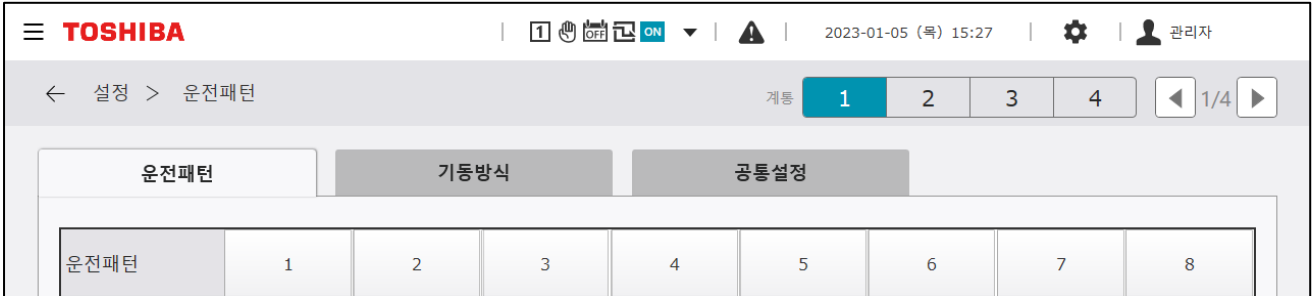 TOSHIBA 1 OFF ON 2023-01-05 (목) 15:27 관리자
← 설정 > 운전패턴 계통 1 2 3 4 1/4
운전패턴 기동방식 공통설정
운전패턴 1 2 3 4 5 6 7 8